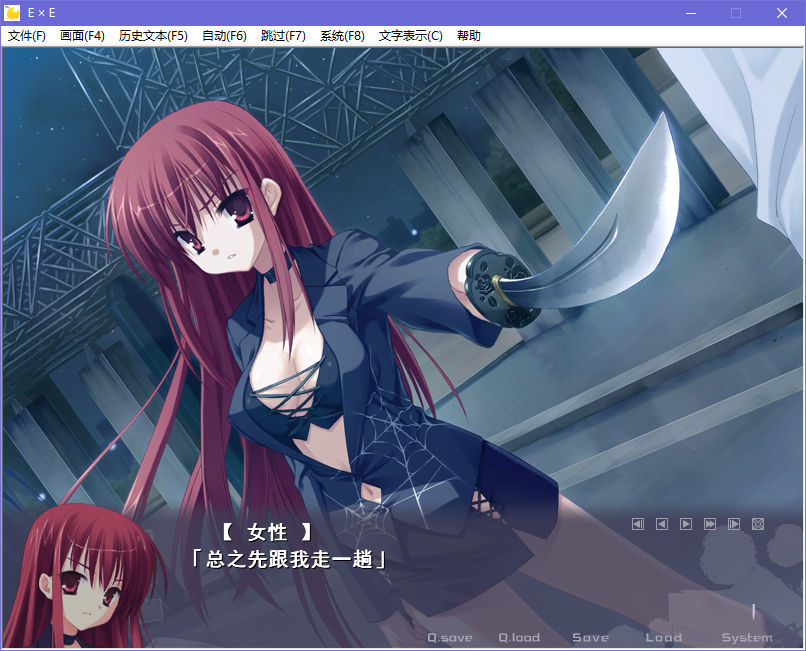 E×E
文件(F) 画面(F4) 历史文本(F5) 自动(F6) 跳过(F7) 系统(F8) 文字表示(C) 帮助
【 女性 】
「总之先跟我走一趟」
Q.save Q.load Save Load System